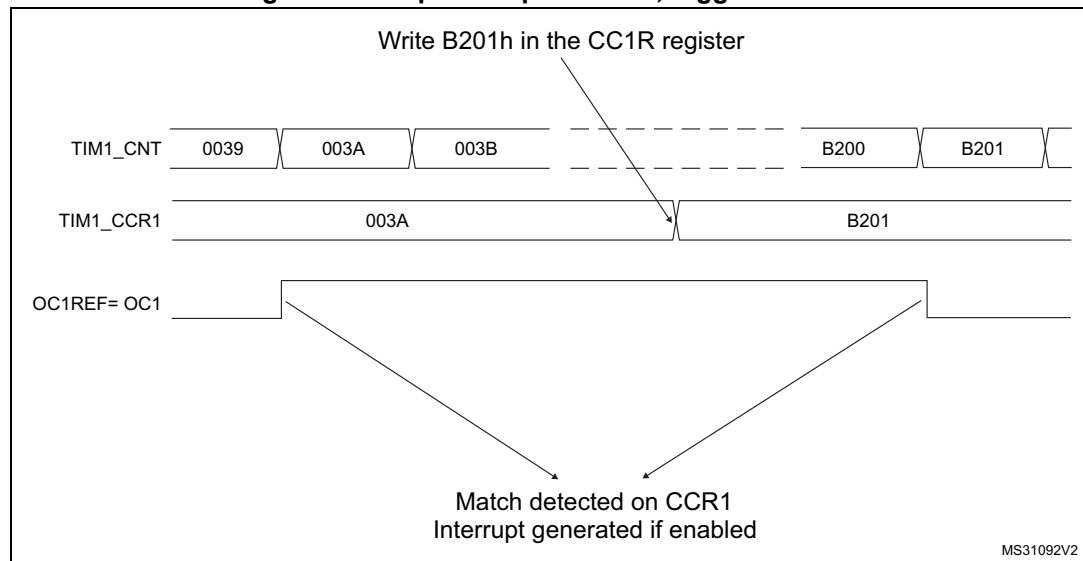 Write B201h in the CC1R register
TIM1_CNT 0039 003A 003B B200 B201
TIM1_CCR1 003A B201
OC1REF= OC1
Match detected on CCR1
Interrupt generated if enabled
MS31092V2